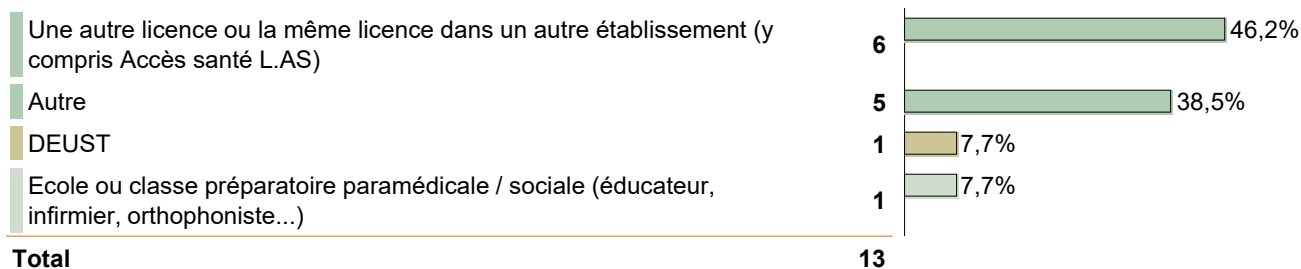 Une autre licence ou la même licence dans un autre établissement (y
compris Accès santé L.AS)
6
46,2%
Autre
5
38,5%
DEUST
1
7,7%
Ecole ou classe préparatoire paramédicale / sociale (éducateur,
infirmier, orthophoniste...)
1
7,7%
Total
13